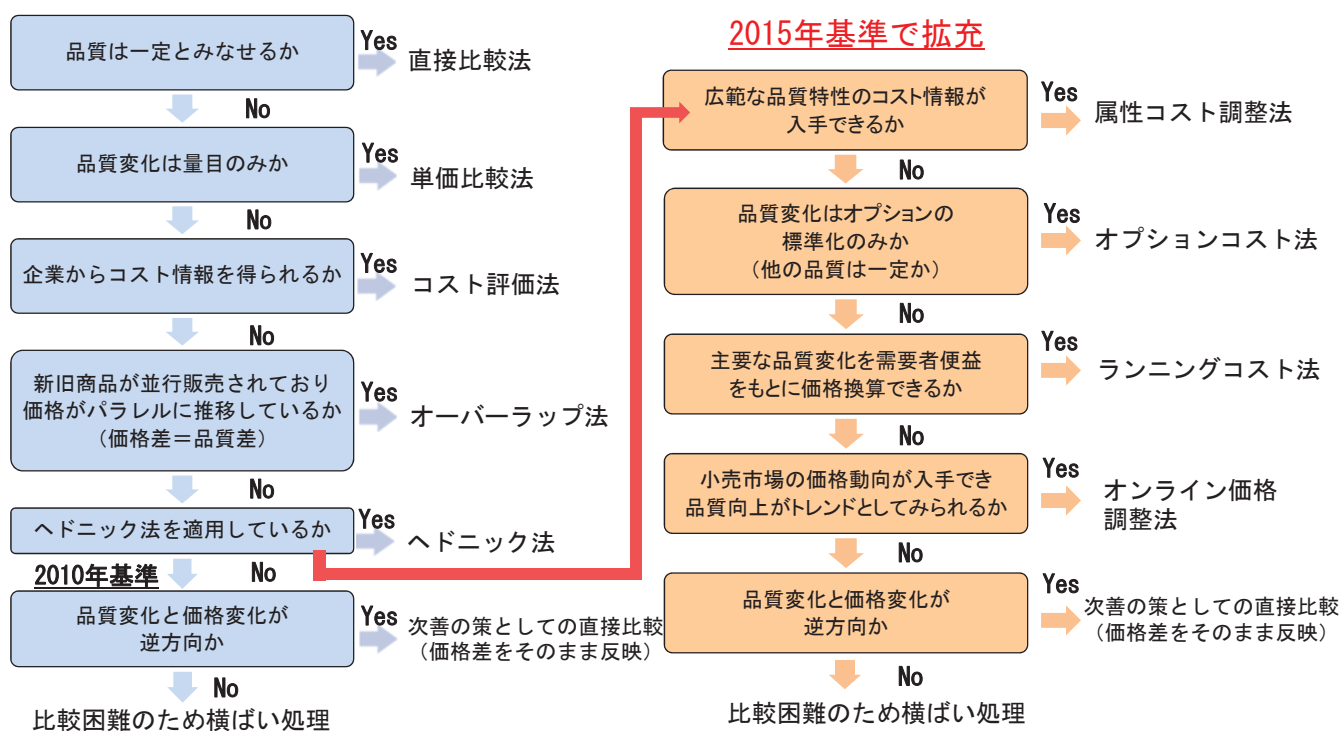 品質は一定とみなせるか
Yes
直接比較法
No
品質変化は量目のみか
Yes
単価比較法
No
企業からコスト情報を得られるか
Yes
コスト評価法
No
新旧商品が並行販売されており
価格がパラレルに推移しているか
（価格差＝品質差）
Yes
オーバーラップ法
No
ヘドニック法を適用しているか
Yes
ヘドニック法
2010年基準
No
品質変化と価格変化が
逆方向か
Yes
次善の策としての直接比較
（価格差をそのまま反映）
No
比較困難のため横ばい処理
2015年基準で拡充
広範な品質特性のコスト情報が
入手できるか
Yes
属性コスト調整法
No
品質変化はオプションの
標準化のみか
（他の品質は一定か）
Yes
オプションコスト法
No
主要な品質変化を需要者便益
をもとに価格換算できるか
Yes
ランニングコスト法
No
小売市場の価格動向が入手でき
品質向上がトレンドとしてみられるか
Yes
オンライン価格
調整法
No
品質変化と価格変化が
逆方向か
Yes
次善の策としての直接比較
（価格差をそのまま反映）
No
比較困難のため横ばい処理